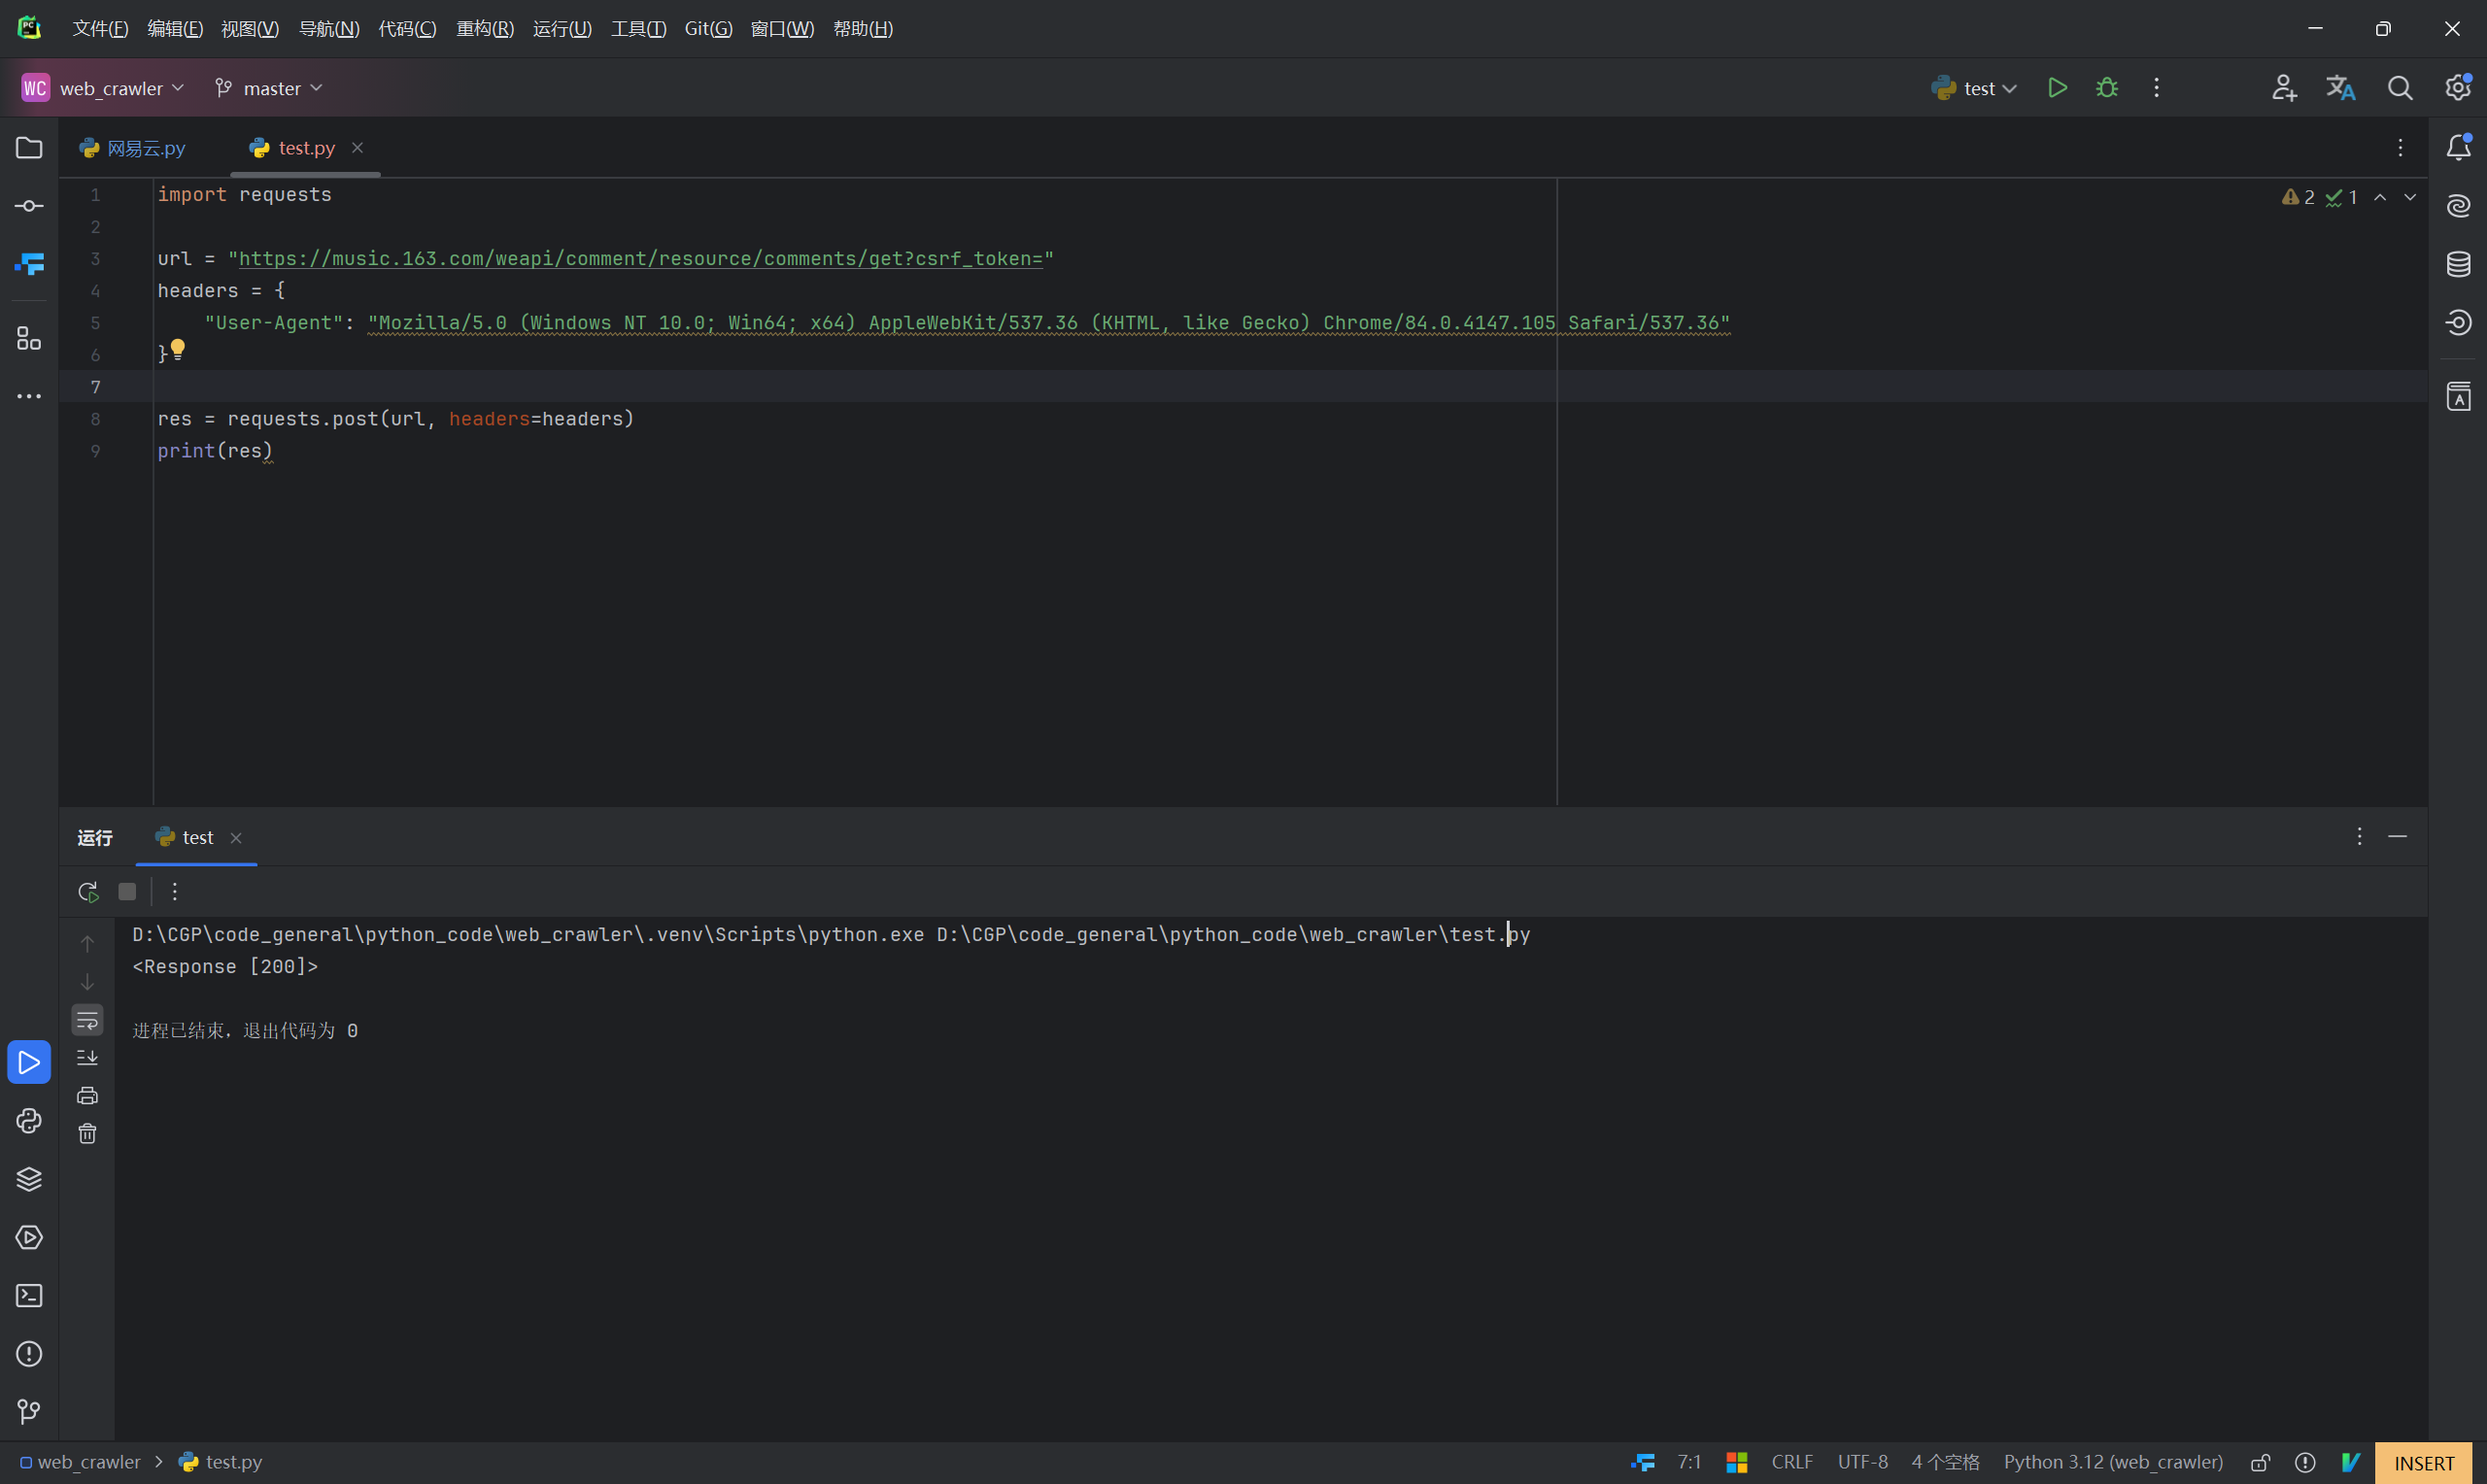 文件(F) 编辑(E) 视图(V) 导航(N) 代码(C) 重构(R) 运行(U) 工具(T) Git(G) 窗口(W) 帮助(H)
WC web_crawler master test
网易云.py test.py
1 import requests
2
3 url = "https://music.163.com/weapi/comment/resource/comments/get?csrf_token="
4 headers = {
5 "User-Agent": "Mozilla/5.0 (Windows NT 10.0; Win64; x64) AppleWebKit/537.36 (KHTML, like Gecko) Chrome/84.0.4147.105 Safari/537.36"
6 }
7
8 res = requests.post(url, headers=headers)
9 print(res)
2 1
运行 test
D:\CGP\code_general\python_code\web_crawler\.venv\Scripts\python.exe D:\CGP\code_general\python_code\web_crawler\test.py
<Response [200]>
进程已结束，退出代码为 0
web_crawler > test.py 7:1 CRLF UTF-8 4 个空格 Python 3.12 (web_crawler) INSERT